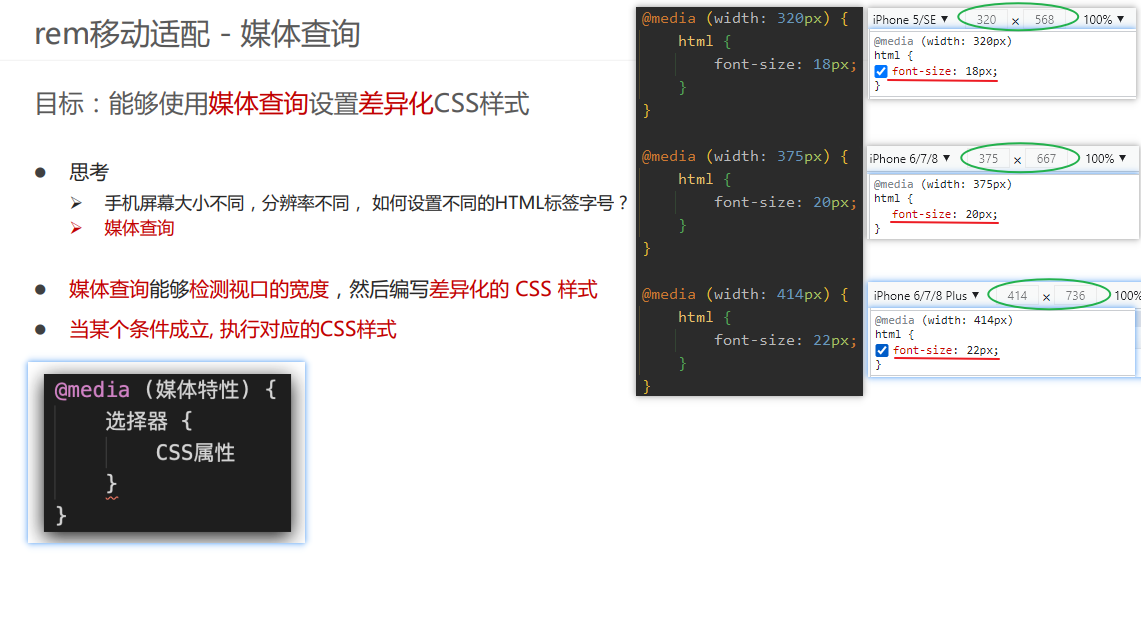 rem移动适配 - 媒体查询
目标：能够使用媒体查询设置差异化CSS样式
● 思考
➢ 手机屏幕大小不同，分辨率不同， 如何设置不同的HTML标签字号？
➢ 媒体查询
● 媒体查询能够检测视口的宽度，然后编写差异化的 CSS 样式
● 当某个条件成立, 执行对应的CSS样式
@media (媒体特性) {
选择器 {
CSS属性
}
}
@media (width: 320px) {
html {
font-size: 18px;
}
}
@media (width: 375px) {
html {
font-size: 20px;
}
}
@media (width: 414px) {
html {
font-size: 22px;
}
}
iPhone 5/SE ▼ 320 × 568 100% ▼
@media (width: 320px)
html {
font-size: 18px;
}
iPhone 6/7/8 ▼ 375 × 667 100% ▼
@media (width: 375px)
html {
font-size: 20px;
}
iPhone 6/7/8 Plus ▼ 414 × 736 100%
@media (width: 414px)
html {
font-size: 22px;
}